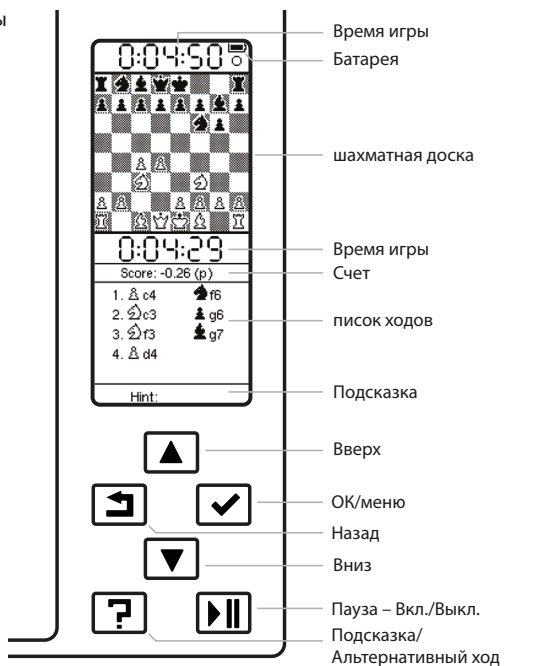 ы
Время игры
0:04:50
Батарея
шахматная доска
0:04:29
Время игры
Score: -0.26 (p)
Счет
1. ♙ c4 ♞ f6
2. ♘ c3 ♟ g6
3. ♘ f3 ♝ g7
4. ♙ d4
писок ходов
Hint:
Подсказка
Вверх
ОК/меню
Назад
Вниз
?
Пауза – Вкл./Выкл.
Подсказка/
Альтернативный ход